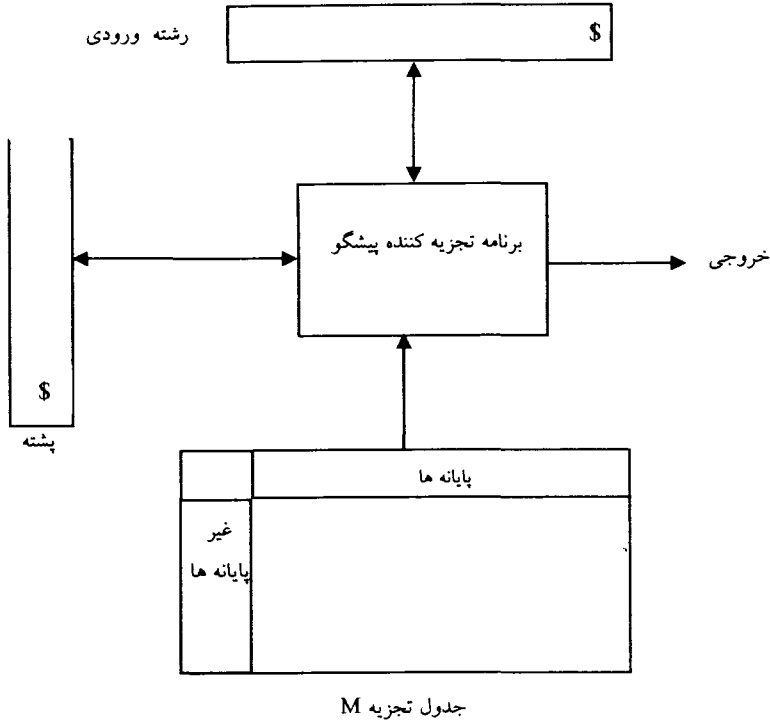 رشته ورودی
$
برنامه تجزیه کننده پیشگو
خروجی
$
پشته
پایانه ها
غیر
پایانه ها
جدول تجزیه M